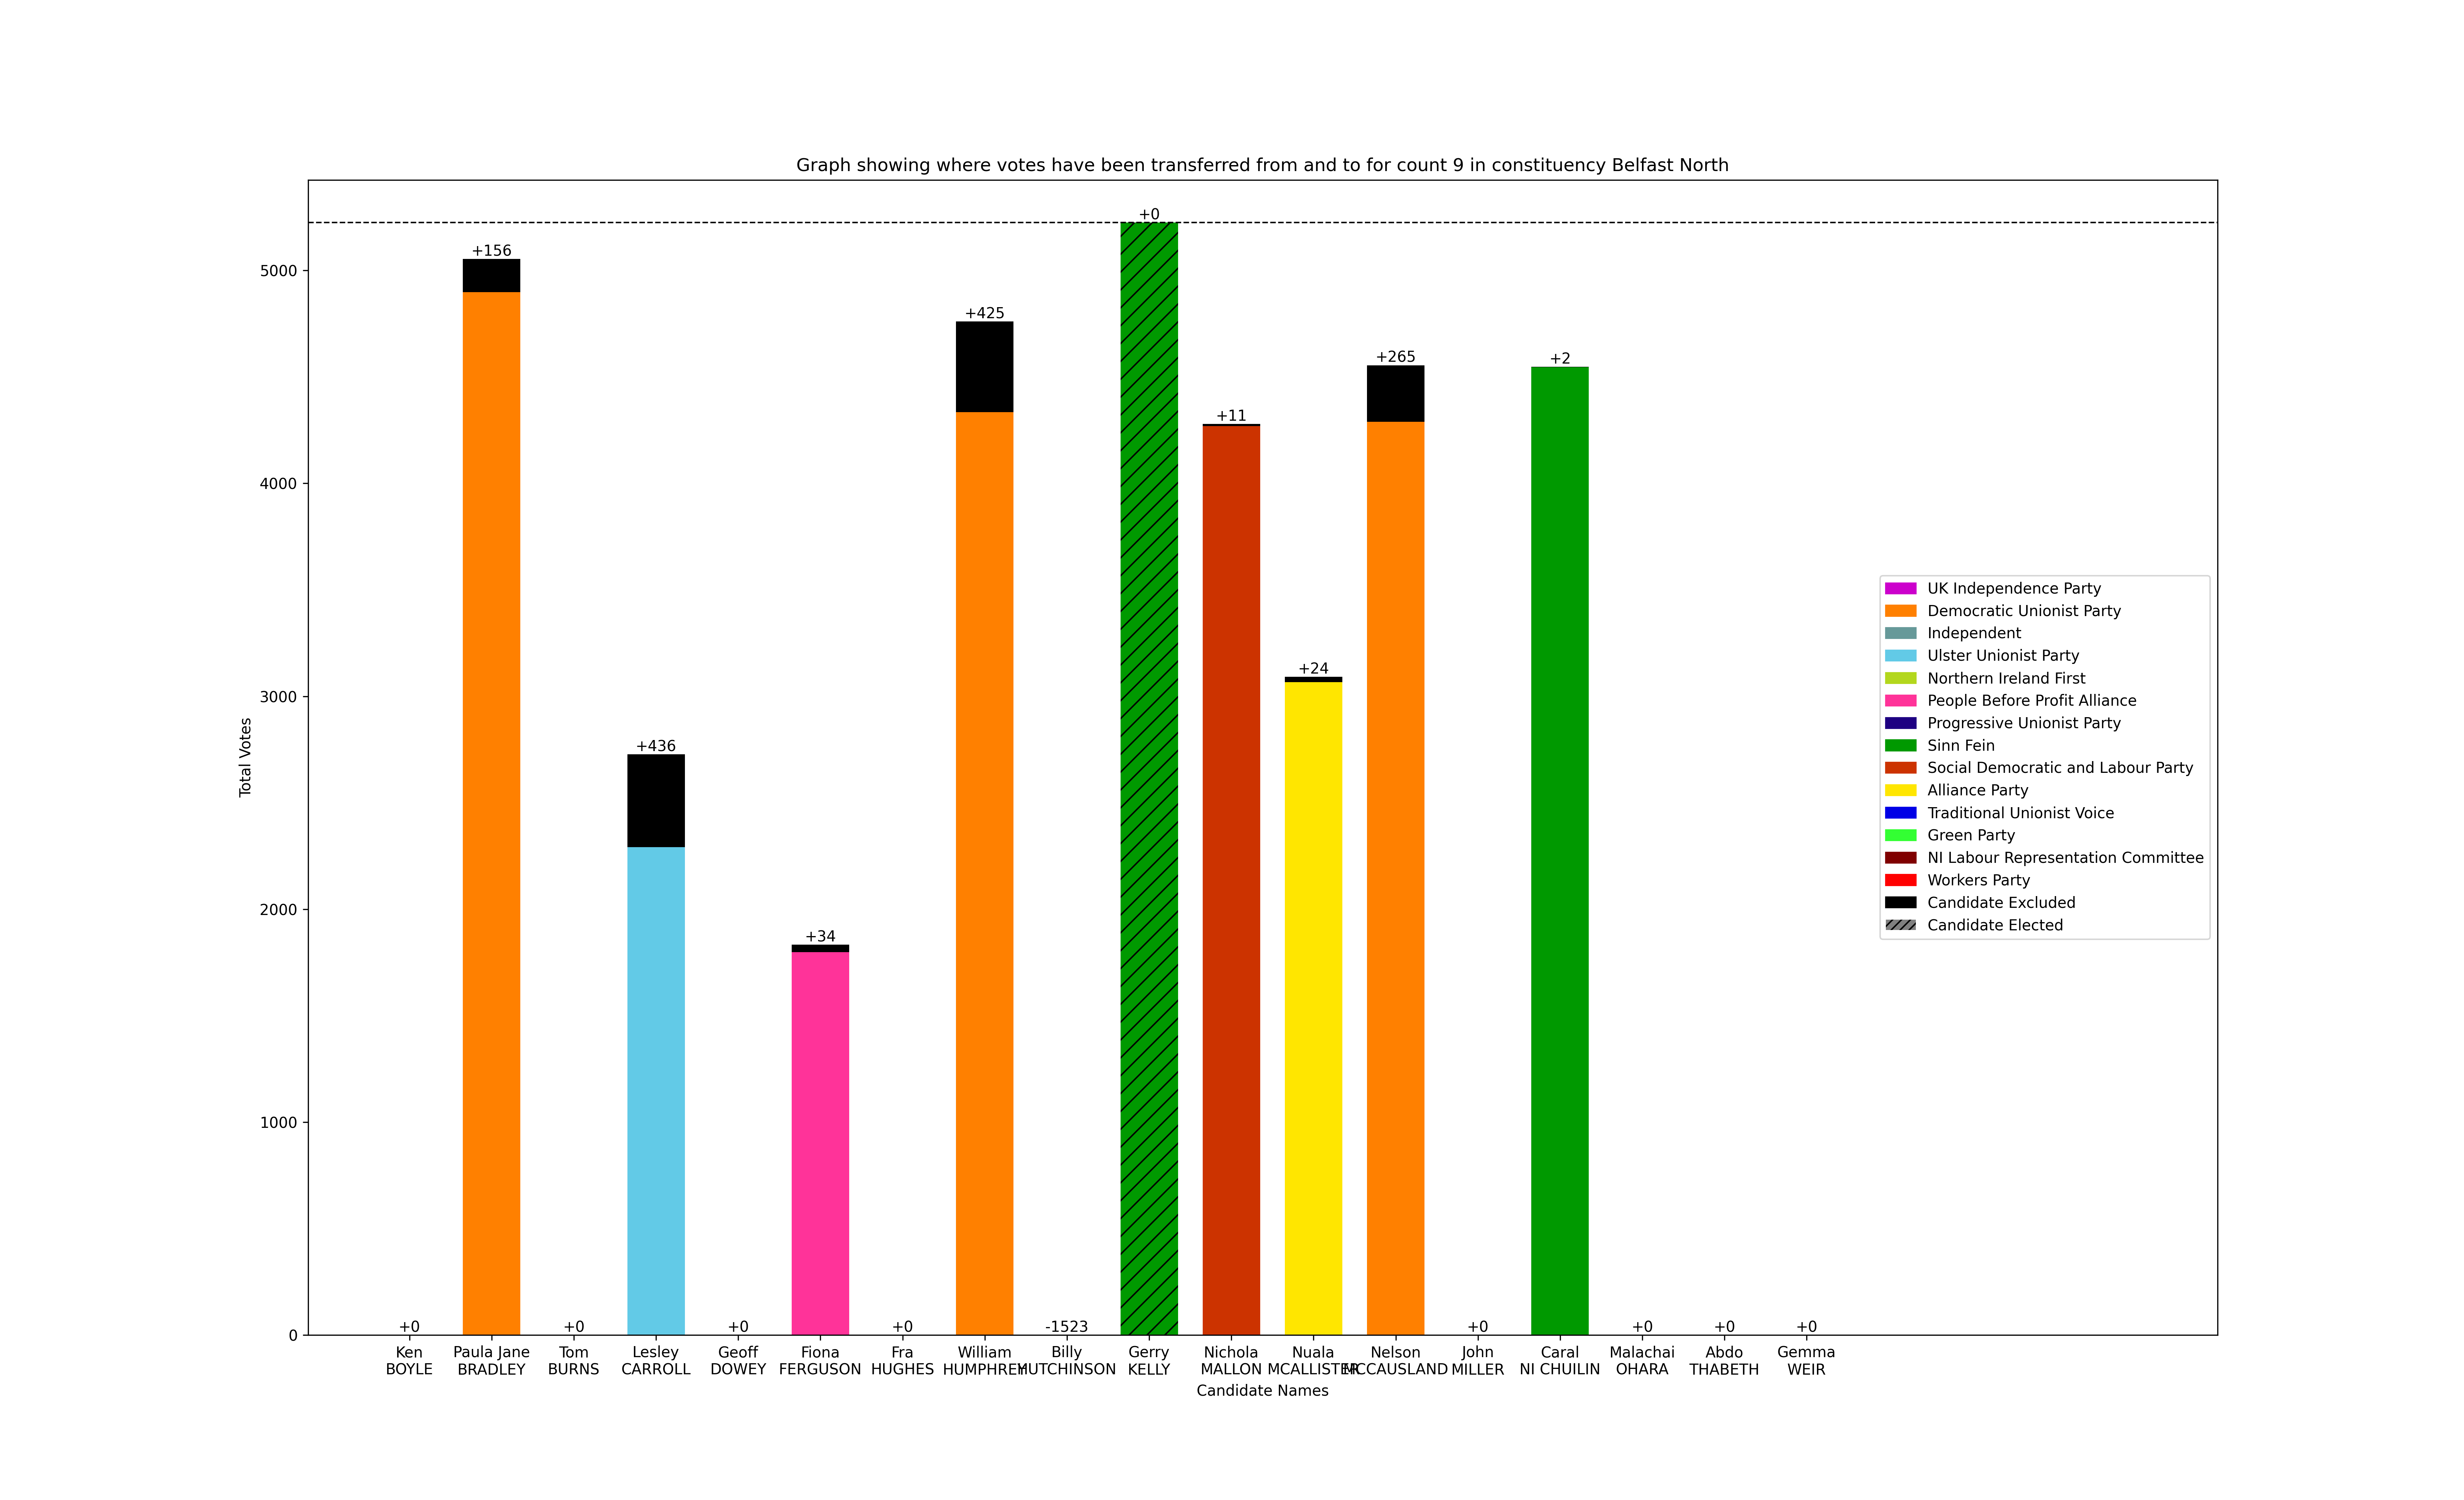 Graph showing where votes have been transferred from and to for count 9 in constituency Belfast North
Total Votes
5000
4000
3000
2000
1000
0
+0
+156
+0
+436
+0
+34
+0
+425
-1523
+0
+11
+24
+265
+0
+2
+0
+0
+0
Ken
BOYLE
Paula Jane
BRADLEY
Tom
BURNS
Lesley
CARROLL
Geoff
DOWEY
Fiona
FERGUSON
Fra
HUGHES
William
HUMPHREY
Billy
HUTCHINSON
Gerry
KELLY
Nichola
MALLON
Nuala
MCALLISTER
Nelson
MCCAUSLAND
John
MILLER
Caral
NI CHUILIN
Malachai
OHARA
Abdo
THABETH
Gemma
WEIR
Candidate Names
UK Independence Party
Democratic Unionist Party
Independent
Ulster Unionist Party
Northern Ireland First
People Before Profit Alliance
Progressive Unionist Party
Sinn Fein
Social Democratic and Labour Party
Alliance Party
Traditional Unionist Voice
Green Party
NI Labour Representation Committee
Workers Party
Candidate Excluded
Candidate Elected